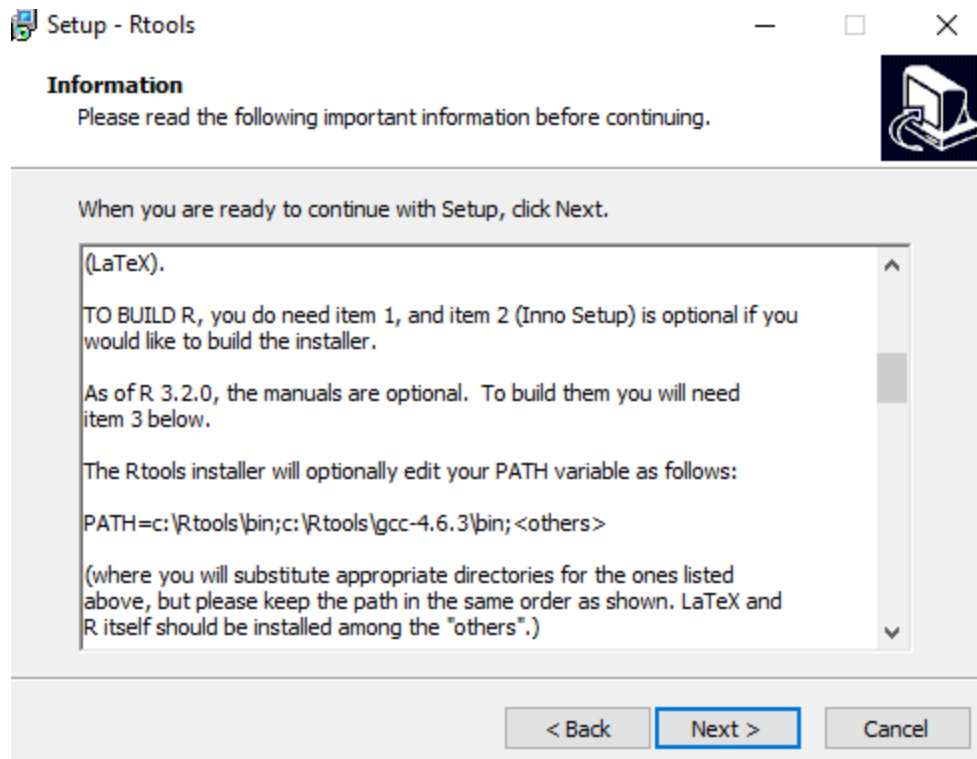 Setup - Rtools
Information
Please read the following important information before continuing.
When you are ready to continue with Setup, click Next.
(LaTeX).
TO BUILD R, you do need item 1, and item 2 (Inno Setup) is optional if you
would like to build the installer.
As of R 3.2.0, the manuals are optional.  To build them you will need
item 3 below.
The Rtools installer will optionally edit your PATH variable as follows:
PATH=c:\Rtools\bin;c:\Rtools\gcc-4.6.3\bin;<others>
(where you will substitute appropriate directories for the ones listed
above, but please keep the path in the same order as shown. LaTeX and
R itself should be installed among the "others".)
< Back Next > Cancel